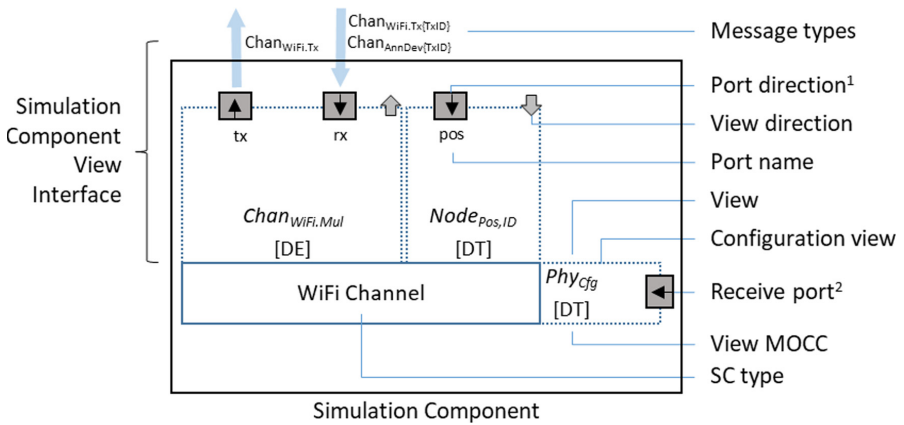 Chan_WiFi.Tx
Chan_WiFi.Tx{TxID}
Chan_AnnDev{TxID}
Message types
Port direction¹
View direction
Port name
View
Configuration view
Receive port²
View MOCC
SC type
Simulation
Component
View
Interface
tx
rx
pos
Chan_WiFi.Mul
[DE]
Node_Pos,ID
[DT]
WiFi Channel
Phy_Cfg
[DT]
Simulation Component